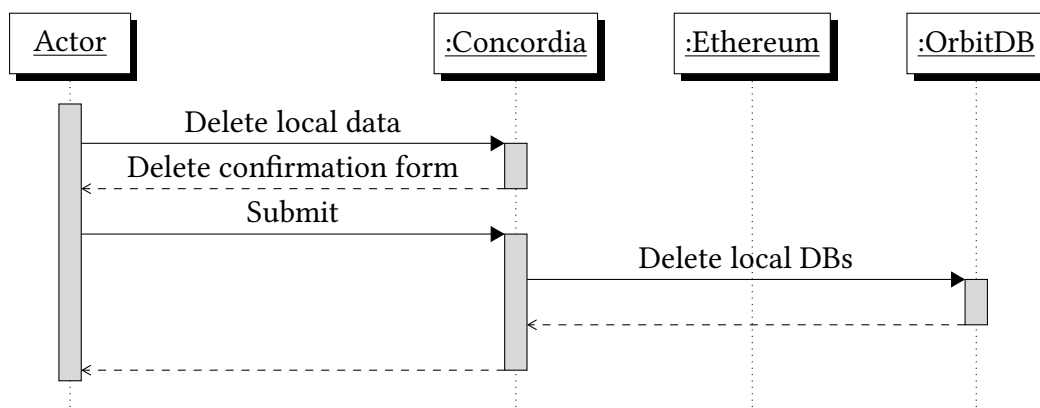 Actor
:Concordia
:Ethereum
:OrbitDB
Delete local data
Delete confirmation form
Submit
Delete local DBs